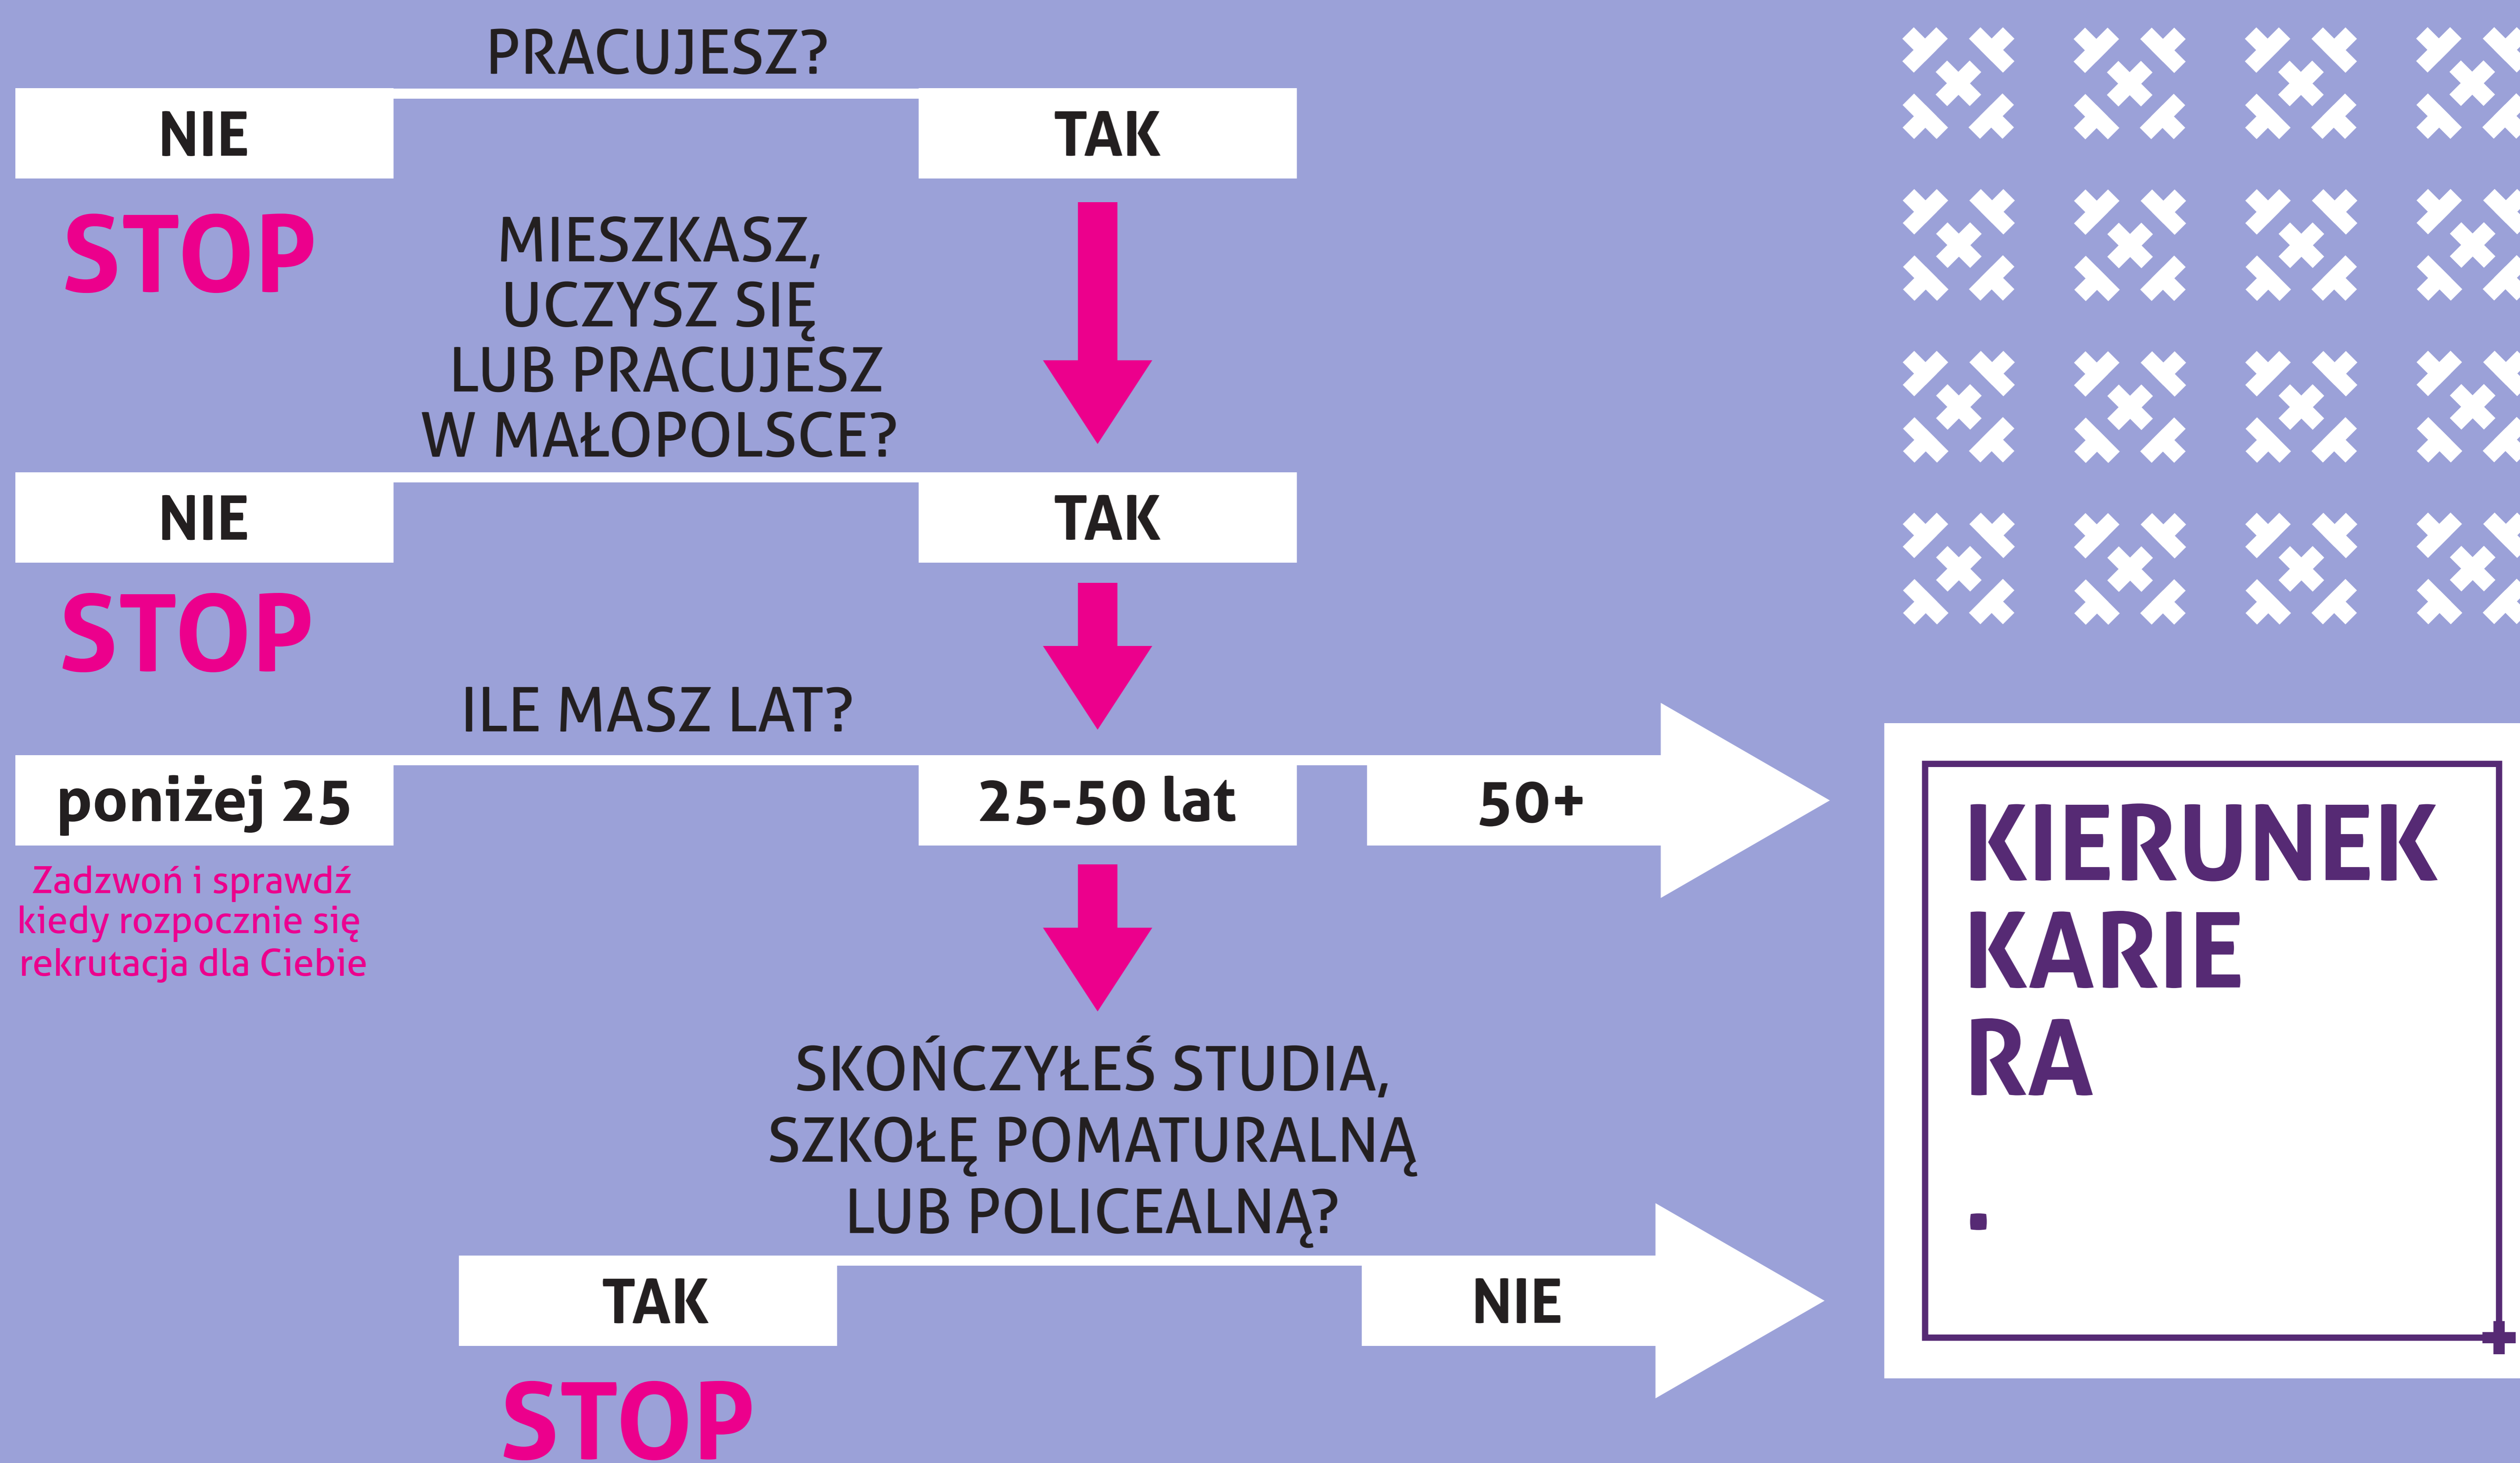 PRACUJESZ?
NIE
TAK
STOP
MIESZKASZ,
UCZYSZ SIĘ
LUB PRACUJESZ
W MAŁOPOLSCE?
NIE
TAK
STOP
ILE MASZ LAT?
poniżej 25
25-50 lat
50+
Zadzwoń i sprawdź
kiedy rozpocznie się
rekrutacja dla Ciebie
SKOŃCZYŁEŚ STUDIA,
SZKOŁĘ POMATURALNĄ
LUB POLICEALNĄ?
TAK
NIE
STOP
KIERUNEK
KARIE
RA
.